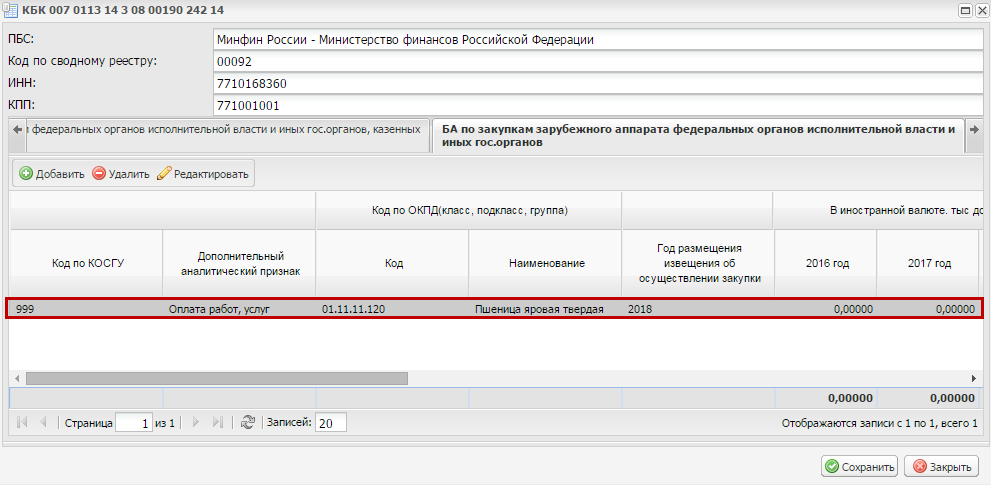 КБК 007 0113 14 3 08 00190 242 14
ПБС: Минфин России - Министерство финансов Российской Федерации
Код по сводному реестру: 00092
ИНН: 7710168360
КПП: 771001001
и федеральных органов исполнительной власти и иных гос.органов, казенных
БА по закупкам зарубежного аппарата федеральных органов исполнительной власти и
иных гос.органов
Добавить Удалить Редактировать
Код по ОКПД(класс, подкласс, группа) В иностранной валюте. тыс до
Код по КОСГУ
Дополнительный
аналитический признак
Код
Наименование
Год размещения
извещения об
осуществлении закупки
2016 год
2017 год
999 Оплата работ, услуг 01.11.11.120 Пшеница яровая твердая 2018 0,00000 0,00000
0,00000 0,00000
Страница 1 из 1 Записей: 20 Отображаются записи с 1 по 1, всего 1
Сохранить Закрыть